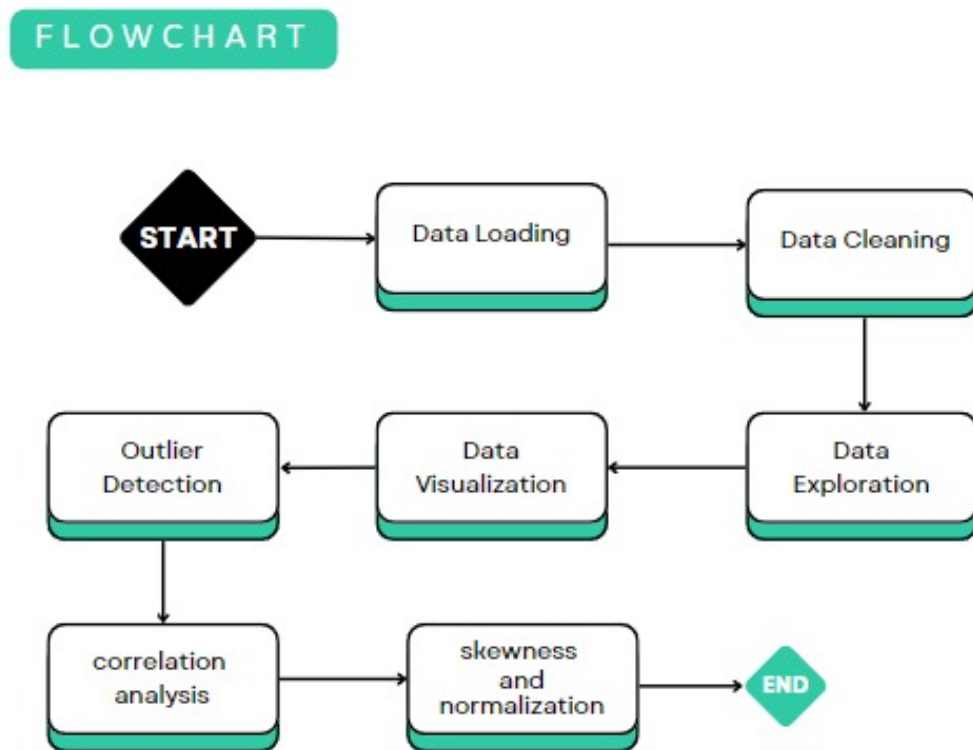 FLOWCHART
START
Data Loading
Data Cleaning
Data
Exploration
Data
Visualization
Outlier
Detection
correlation
analysis
skewness
and
normalization
END